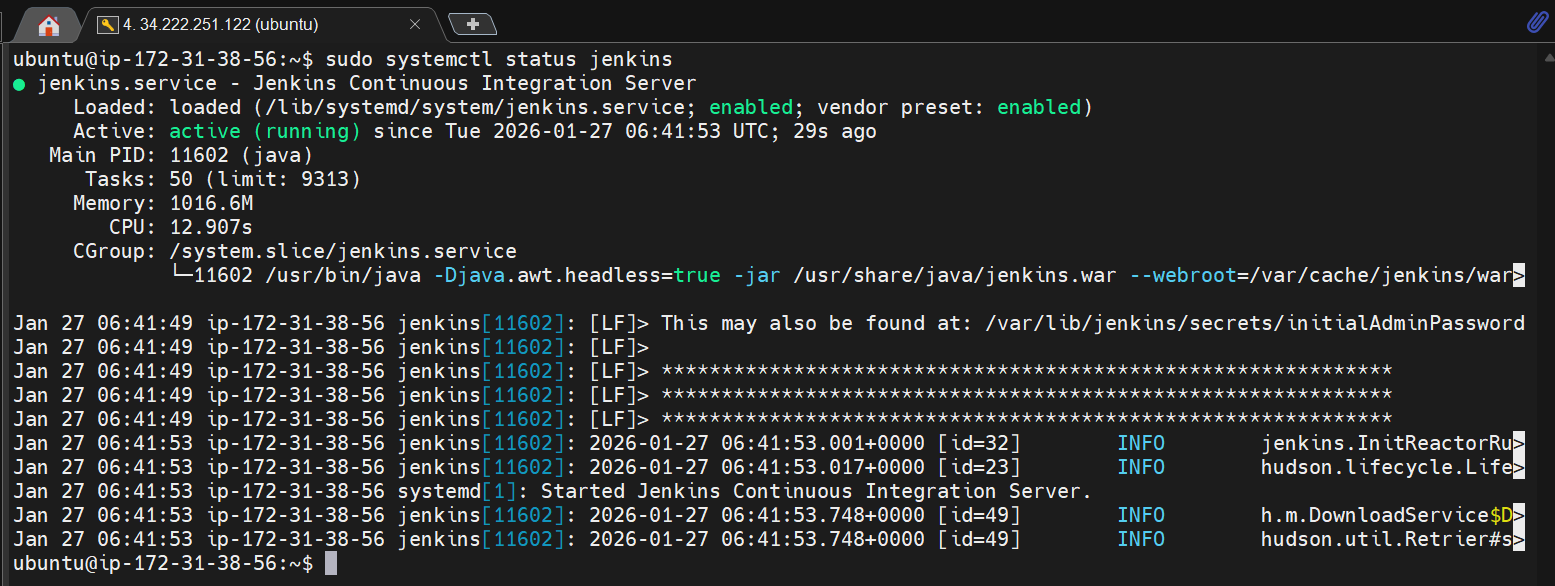 4. 34.222.251.122 (ubuntu)
ubuntu@ip-172-31-38-56:~$ sudo systemctl status jenkins
● jenkins.service - Jenkins Continuous Integration Server
     Loaded: loaded (/lib/systemd/system/jenkins.service; enabled; vendor preset: enabled)
     Active: active (running) since Tue 2026-01-27 06:41:53 UTC; 29s ago
   Main PID: 11602 (java)
      Tasks: 50 (limit: 9313)
     Memory: 1016.6M
        CPU: 12.907s
     CGroup: /system.slice/jenkins.service
             └─11602 /usr/bin/java -Djava.awt.headless=true -jar /usr/share/java/jenkins.war --webroot=/var/cache/jenkins/war>
Jan 27 06:41:49 ip-172-31-38-56 jenkins[11602]: [LF]> This may also be found at: /var/lib/jenkins/secrets/initialAdminPassword
Jan 27 06:41:49 ip-172-31-38-56 jenkins[11602]: [LF]>
Jan 27 06:41:49 ip-172-31-38-56 jenkins[11602]: [LF]> *************************************************************
Jan 27 06:41:49 ip-172-31-38-56 jenkins[11602]: [LF]> *************************************************************
Jan 27 06:41:49 ip-172-31-38-56 jenkins[11602]: [LF]> *************************************************************
Jan 27 06:41:53 ip-172-31-38-56 jenkins[11602]: 2026-01-27 06:41:53.001+0000 [id=32]        INFO        jenkins.InitReactorRu>
Jan 27 06:41:53 ip-172-31-38-56 jenkins[11602]: 2026-01-27 06:41:53.017+0000 [id=23]        INFO        hudson.lifecycle.Life>
Jan 27 06:41:53 ip-172-31-38-56 systemd[1]: Started Jenkins Continuous Integration Server.
Jan 27 06:41:53 ip-172-31-38-56 jenkins[11602]: 2026-01-27 06:41:53.748+0000 [id=49]        INFO        h.m.DownloadService$D>
Jan 27 06:41:53 ip-172-31-38-56 jenkins[11602]: 2026-01-27 06:41:53.748+0000 [id=49]        INFO        hudson.util.Retrier#s>
ubuntu@ip-172-31-38-56:~$